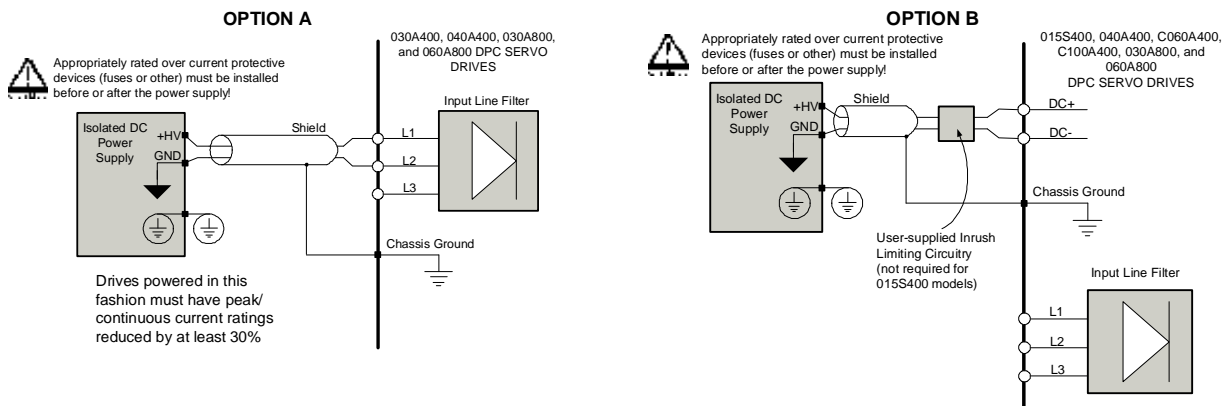 OPTION A
Appropriately rated over current protective
devices (fuses or other) must be installed
before or after the power supply!
030A400, 040A400, 030A800,
and 060A800 DPC SERVO
DRIVES
Isolated DC
Power
Supply
+HV
GND
Shield
L1
L2
L3
Input Line Filter
Chassis Ground
Drives powered in this
fashion must have peak/
continuous current ratings
reduced by at least 30%
OPTION B
Appropriately rated over current protective
devices (fuses or other) must be installed
before or after the power supply!
015S400, 040A400, C060A400,
C100A400, 030A800, and
060A800
DPC SERVO DRIVES
Isolated DC
Power
Supply
+HV
GND
Shield
DC+
DC-
Chassis Ground
User-supplied Inrush
Limiting Circuitry
(not required for
015S400 models)
Input Line Filter
L1
L2
L3